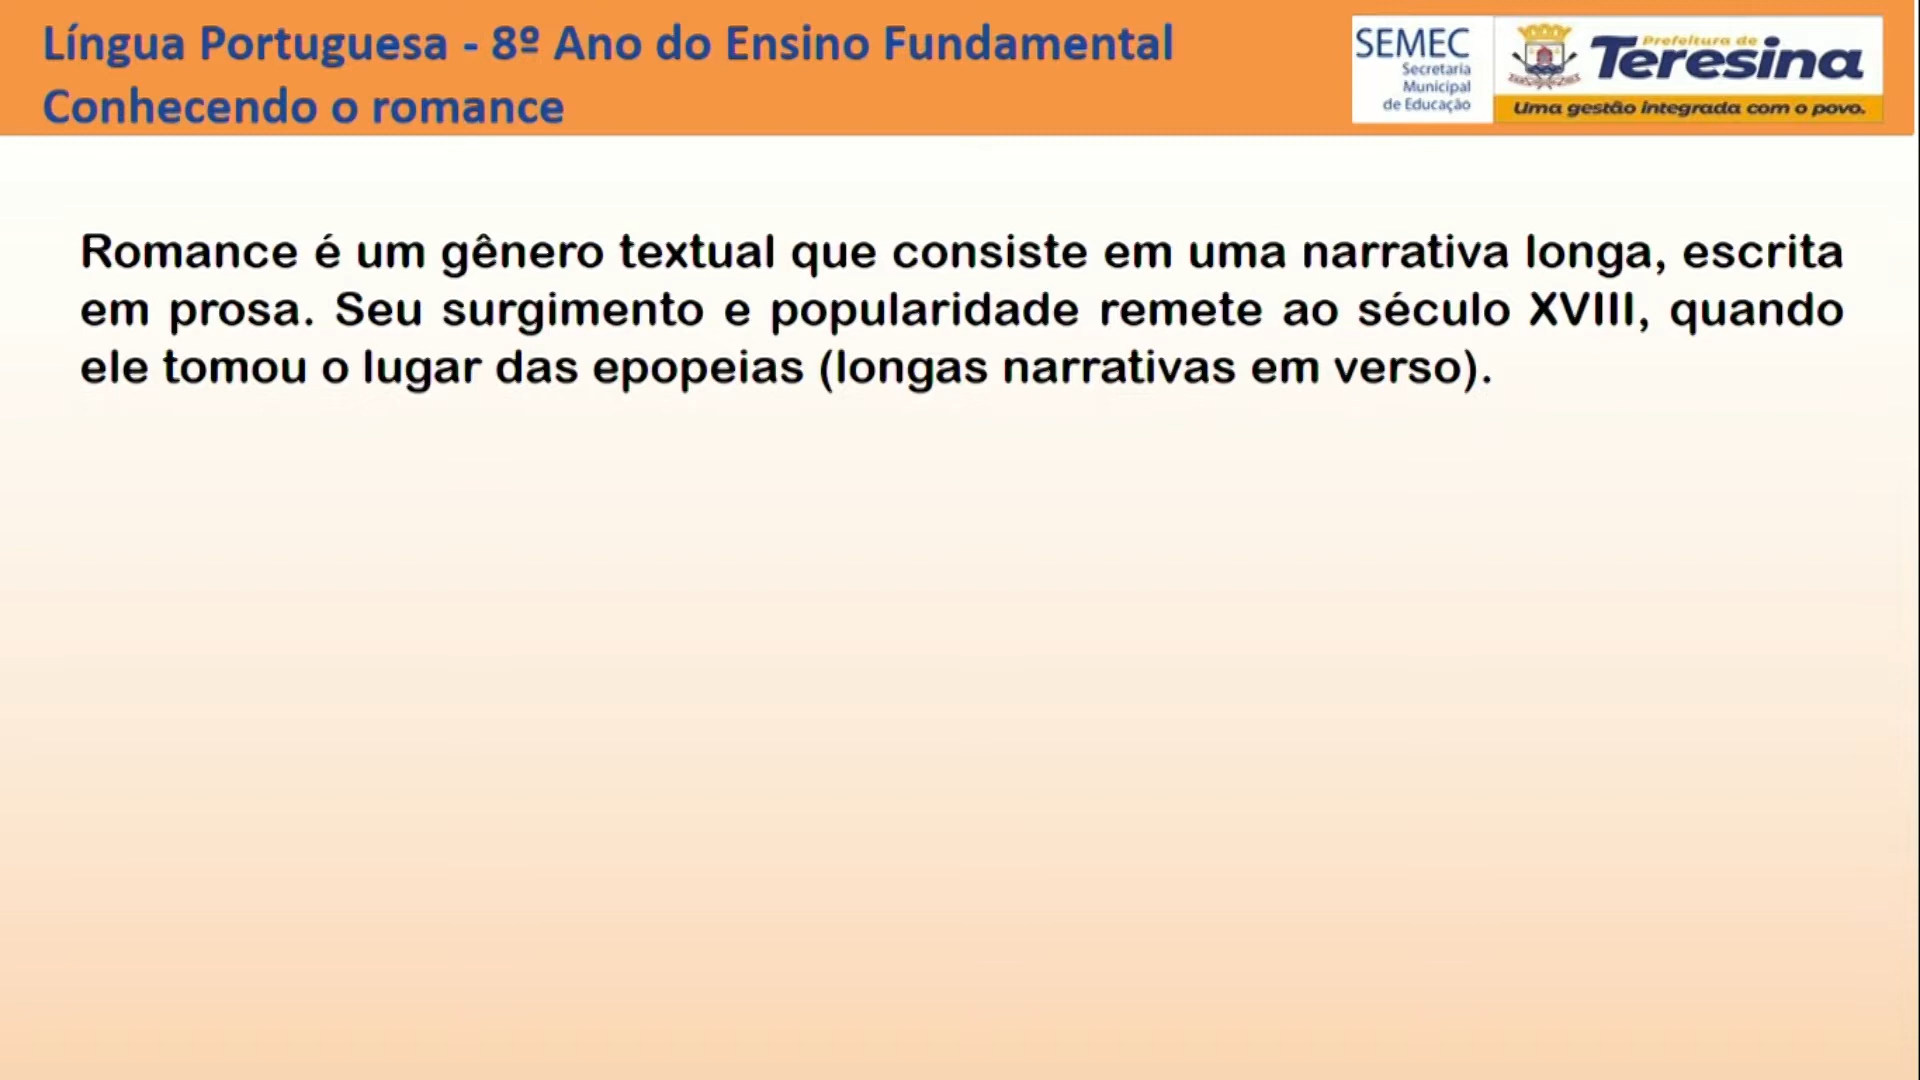 Língua Portuguesa - 8º Ano do Ensino Fundamental
Conhecendo o romance
SEMEC
Secretaria
Municipal
de Educação
Prefeitura de
Teresina
Uma gestão integrada com o povo.
Romance é um gênero textual que consiste em uma narrativa longa, escrita
em prosa. Seu surgimento e popularidade remete ao século XVIII, quando
ele tomou o lugar das epopeias (longas narrativas em verso).